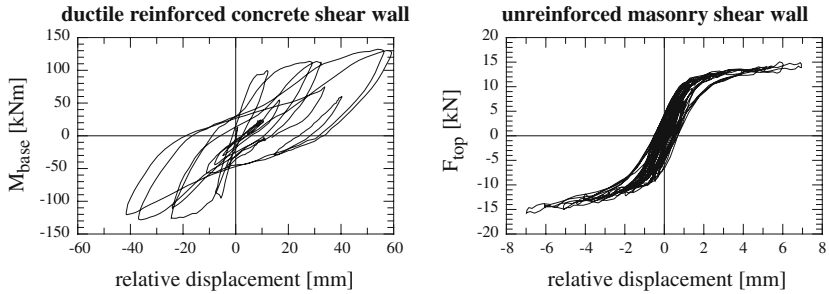 ductile reinforced concrete shear wall
150
100
50
0
-50
-100
-150
M_base [kNm]
-60 -40 -20 0 20 40 60
relative displacement [mm]
unreinforced masonry shear wall
20
15
10
5
0
-5
-10
-15
-20
F_top [kN]
-8 -6 -4 -2 0 2 4 6 8
relative displacement [mm]